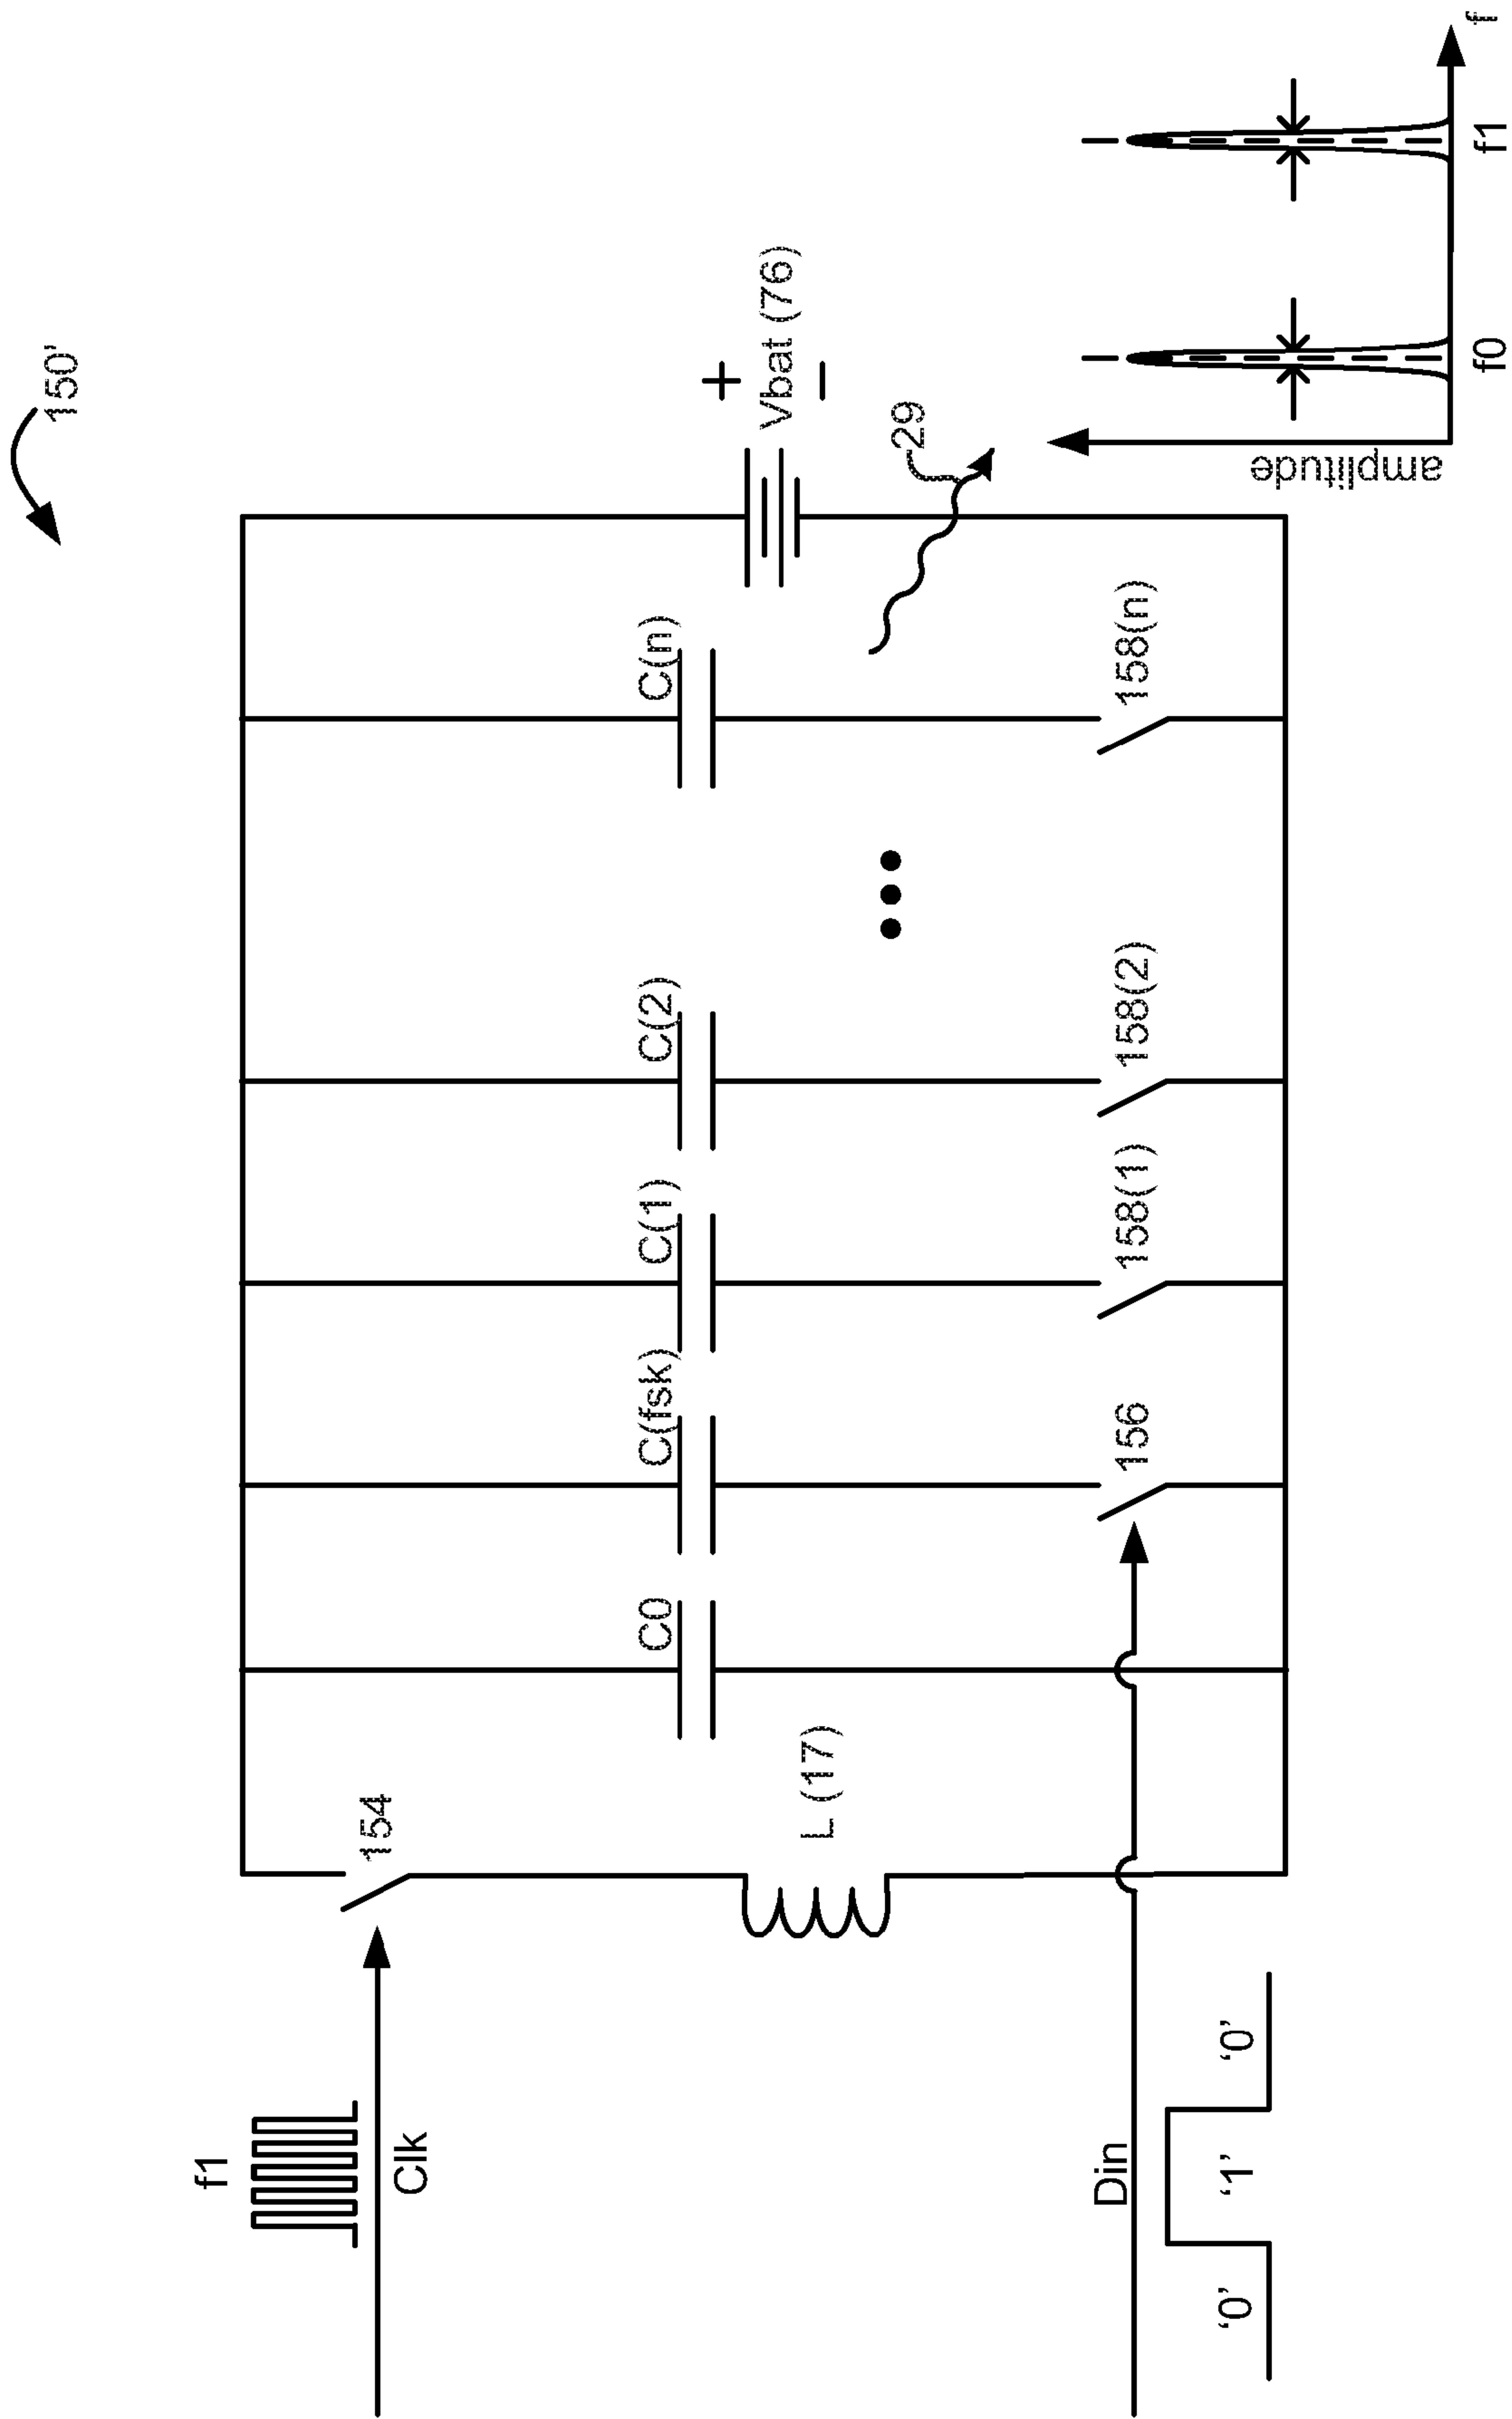 150'
f1
Clk
154
C0
C(fsk)
C(1)
C(2)
C(n)
Vbat (76)
+
−
L (17)
29
Din
156
158(1)
158(2)
158(n)
‘0’
‘1’
‘0’
amplitude
f0
f1
f